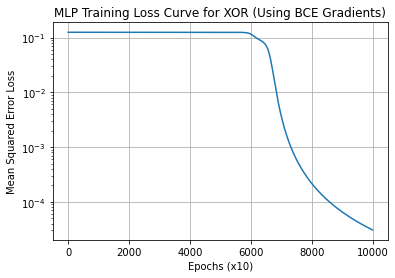 MLP Training Loss Curve for XOR (Using BCE Gradients)
Mean Squared Error Loss
10⁻¹
10⁻²
10⁻³
10⁻⁴
0 2000 4000 6000 8000 10000
Epochs (x10)